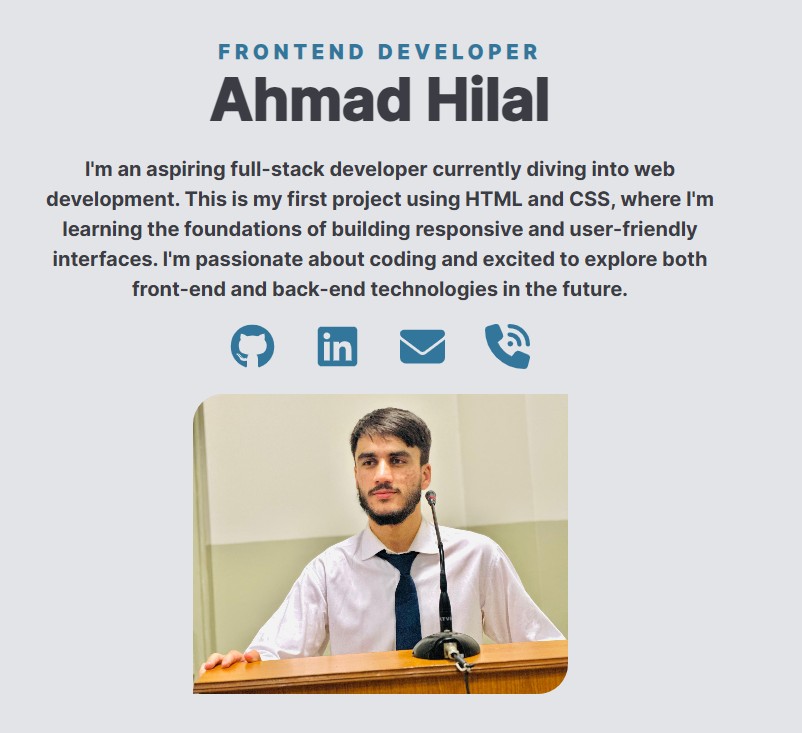 FRONTEND DEVELOPER
Ahmad Hilal
I'm an aspiring full-stack developer currently diving into web
development. This is my first project using HTML and CSS, where I'm
learning the foundations of building responsive and user-friendly
interfaces. I'm passionate about coding and excited to explore both
front-end and back-end technologies in the future.
in